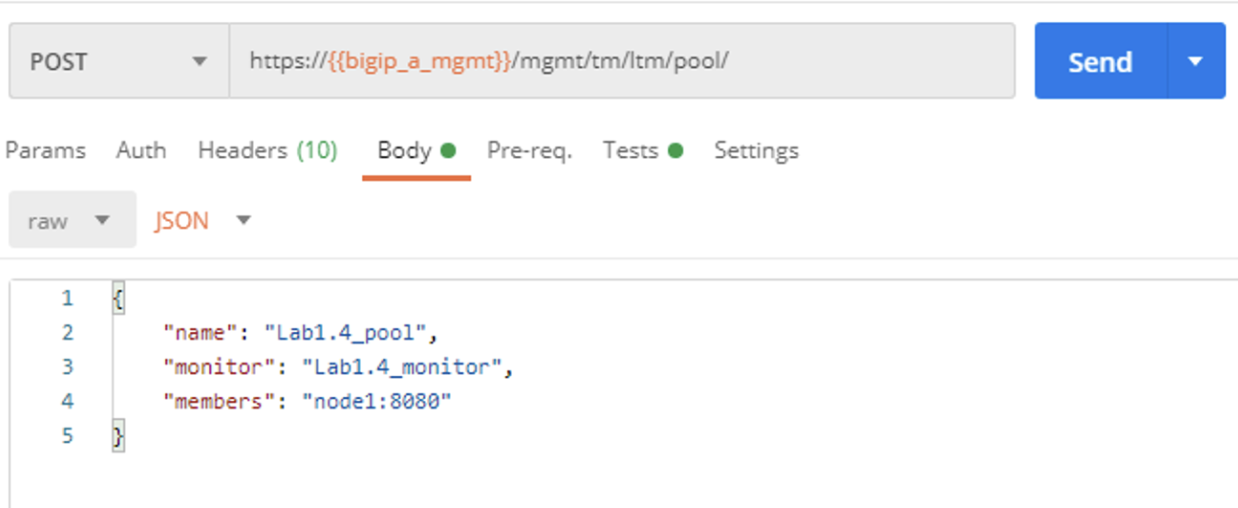 POST https://{{bigip_a_mgmt}}/mgmt/tm/ltm/pool/ Send
Params Auth Headers (10) Body Pre-req. Tests Settings
raw JSON
1 {
2 "name": "Lab1.4_pool",
3 "monitor": "Lab1.4_monitor",
4 "members": "node1:8080"
5 }